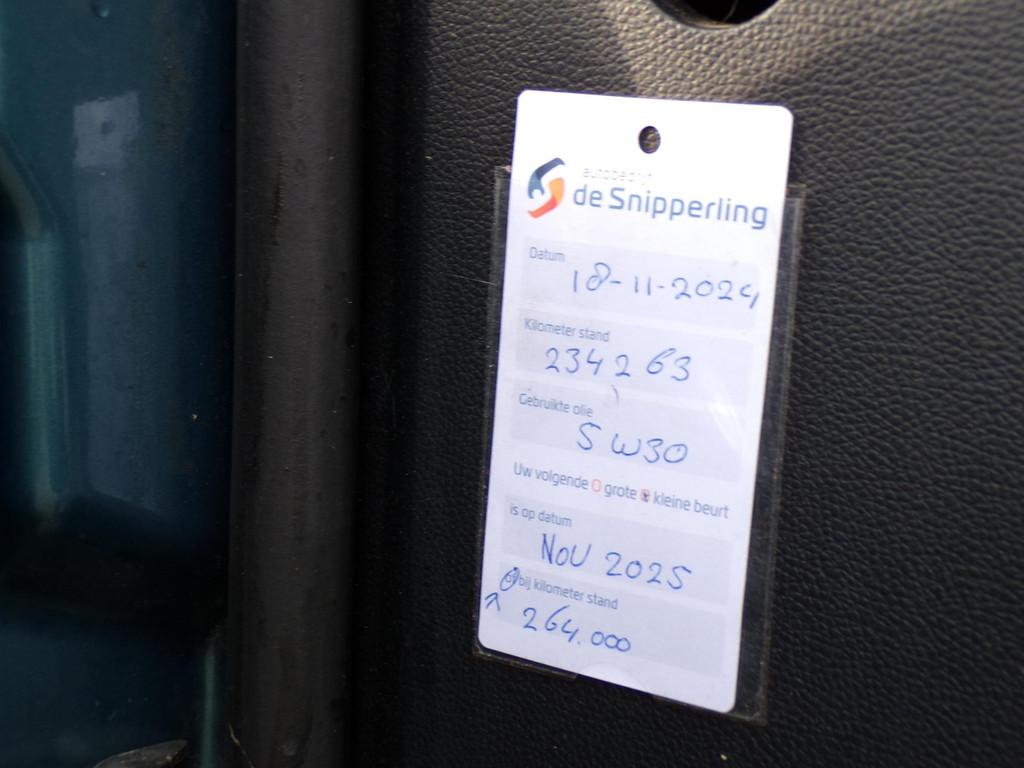 autobedrijf
de Snipperling
Datum
18-11-2024
Kilometer stand
234263
Gebruikte olie
5W30
Uw volgende O grote O kleine beurt
is op datum
NOV 2025
of bij kilometer stand
264.000